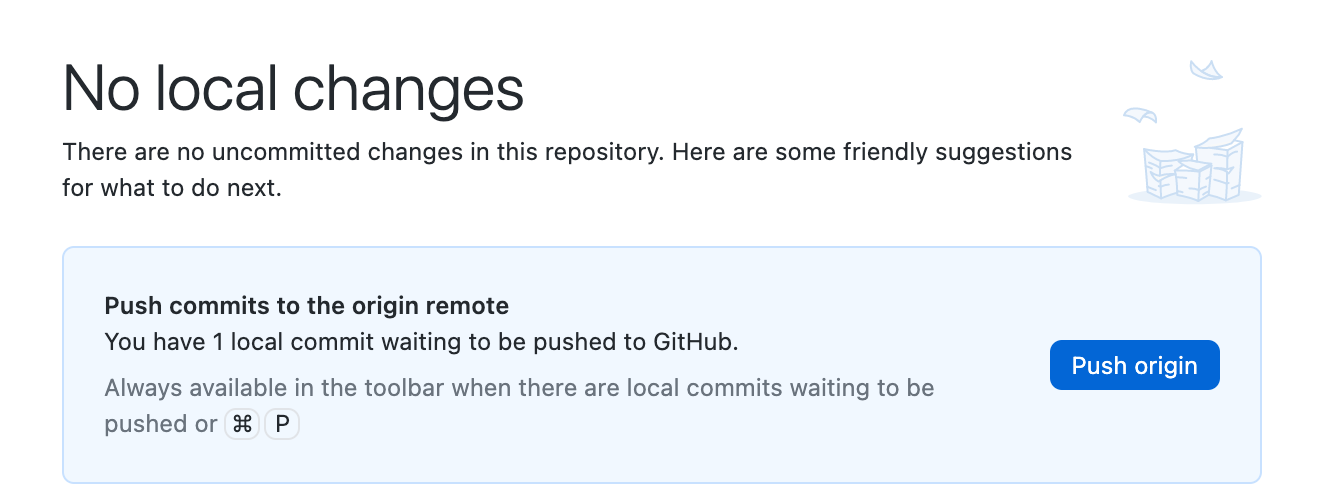 No local changes
There are no uncommitted changes in this repository. Here are some friendly suggestions
for what to do next.
Push commits to the origin remote
You have 1 local commit waiting to be pushed to GitHub.
Push origin
Always available in the toolbar when there are local commits waiting to be
pushed or ⌘ P